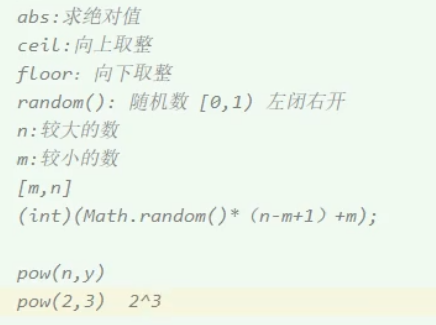 abs:求绝对值
ceil:向上取整
floor: 向下取整
random(): 随机数 [0,1) 左闭右开
n:较大的数
m:较小的数
[m,n]
(int)(Math.random()*（n-m+1）+m);
pow(n,y)
pow(2,3)  2^3